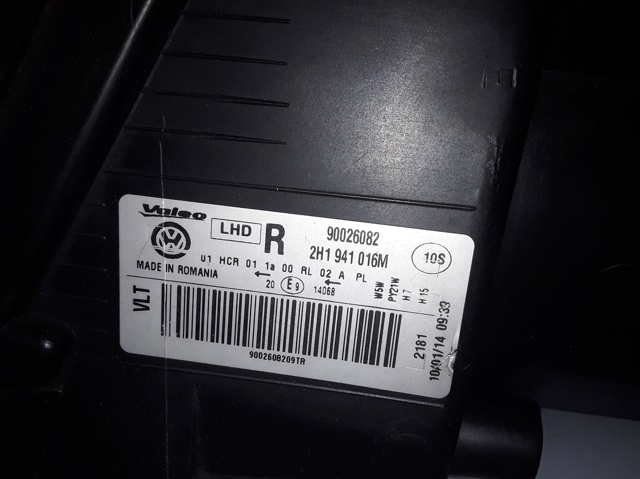 Valeo
LHD R 90026082
2H1 941 016M 10S
01 HCR 01 1a 00 RL 02 A PL
MADE IN ROMANIA
20 E9 14068
W5W
PY21W
H7
H15
VLT
9002608209TR
2181
10/01/14 09:33